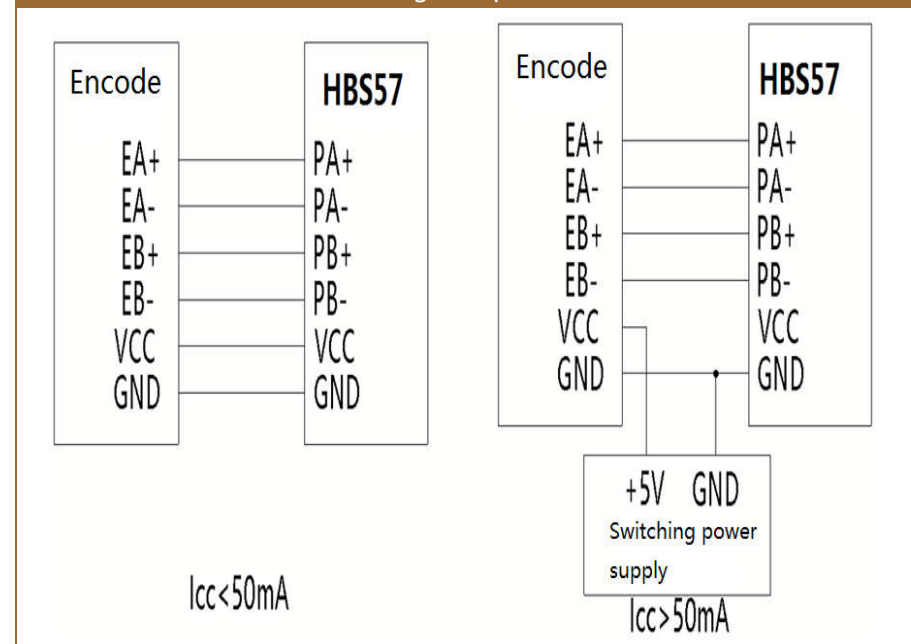 Encode
HBS57
EA+
PA+
EA-
PA-
EB+
PB+
EB-
PB-
VCC
VCC
GND
GND
Icc<50mA
Encode
HBS57
EA+
PA+
EA-
PA-
EB+
PB+
EB-
PB-
VCC
VCC
GND
GND
+5V GND
Switching power
supply
Icc>50mA